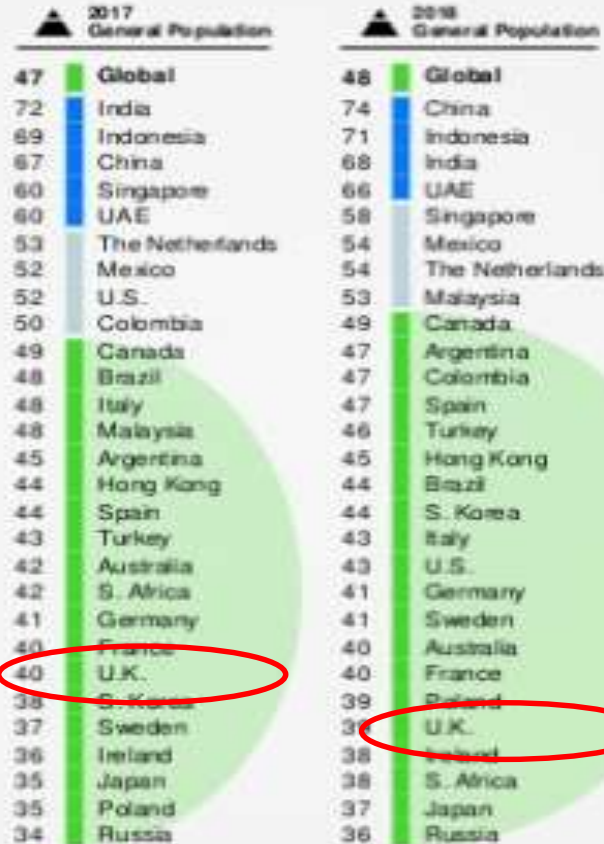 2017
General Population
47 Global
72 India
69 Indonesia
67 China
60 Singapore
60 UAE
53 The Netherlands
52 Mexico
52 U.S.
50 Colombia
49 Canada
48 Brazil
48 Italy
48 Malaysia
45 Argentina
44 Hong Kong
44 Spain
43 Turkey
42 Australia
42 S. Africa
41 Germany
40 France
40 U.K.
38 S. Korea
37 Sweden
36 Ireland
35 Japan
35 Poland
34 Russia
2018
General Population
48 Global
74 China
71 Indonesia
68 India
66 UAE
58 Singapore
54 Mexico
54 The Netherlands
53 Malaysia
49 Canada
47 Argentina
47 Colombia
47 Spain
46 Turkey
45 Hong Kong
44 Brazil
44 S. Korea
43 Italy
43 U.S.
41 Germany
41 Sweden
40 Australia
40 France
39 Poland
39 U.K.
38 Ireland
38 S. Africa
37 Japan
36 Russia